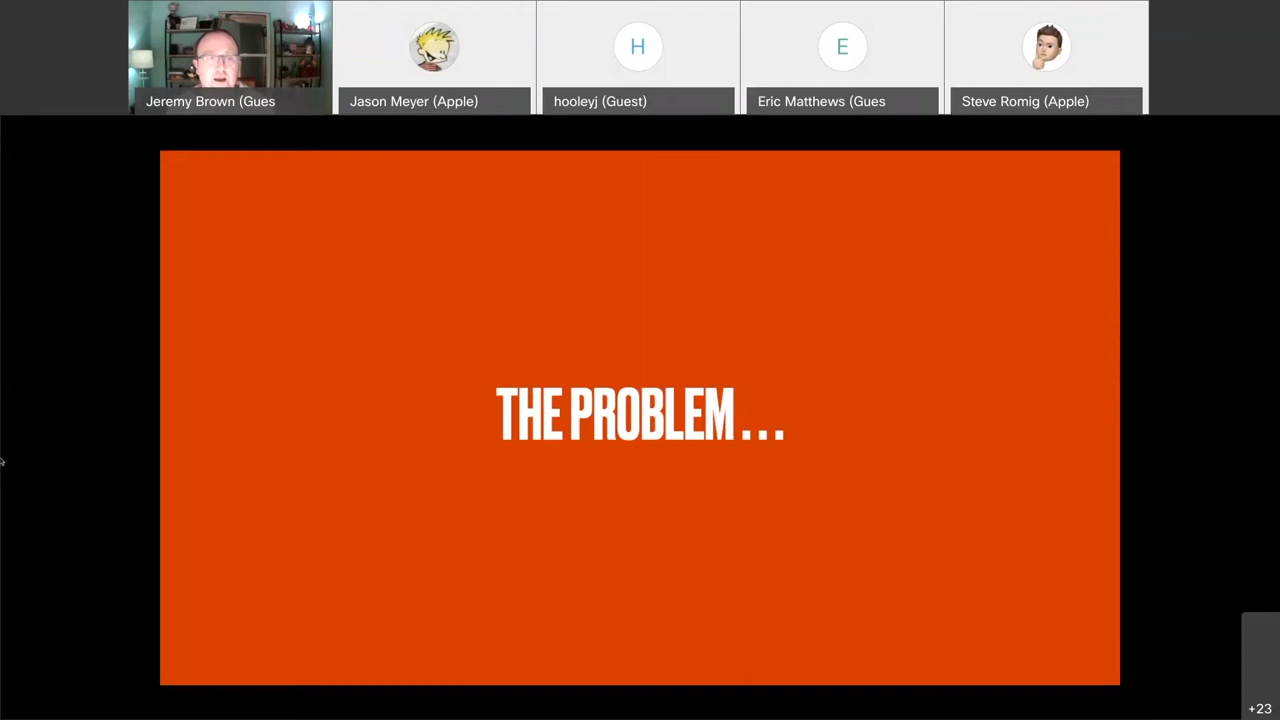 Jeremy Brown (Gues
Jason Meyer (Apple)
H
hooleyj (Guest)
E
Eric Matthews (Gues
Steve Romig (Apple)
THE PROBLEM...
+23